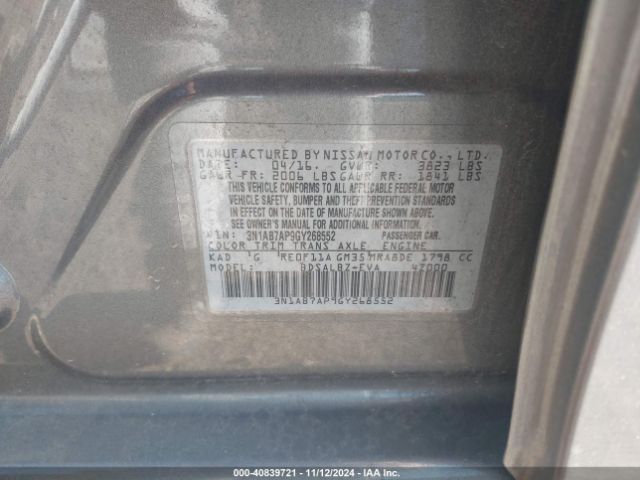 MANUFACTURED BY NISSAN MOTOR CO., LTD.
DATE: 04/16. GVWR: 3823 LBS
GAWR FR: 2006 LBS GAWR RR: 1841 LBS
THIS VEHICLE CONFORMS TO ALL APPLICABLE FEDERAL MOTOR
VEHICLE SAFETY, BUMPER AND THEFT PREVENTION STANDARDS
IN EFFECT ON THE DATE OF MANUFACTURE SHOWN ABOVE.
SEE OWNER'S MANUAL FOR ADDITIONAL INFORMATION.
VIN: 3N1AB7AP9GY268552 PASSENGER CAR.
COLOR TRIM TRANS AXLE ENGINE
KAD 'G 'RE0F11A GM35 MRA8DE 1798 CC
MODEL: BDSALBZ-EVA 47000
3N1AB7AP9GY268552
000-40839721 | 11/12/2024 - IAA Inc.